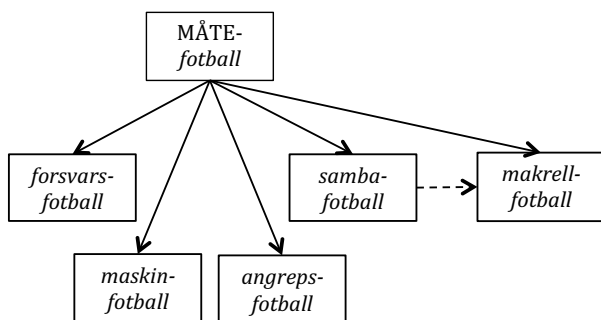 MÅTE-
fotball
forsvars-
fotball
samba-
fotball
makrell-
fotball
maskin-
fotball
angreps-
fotball